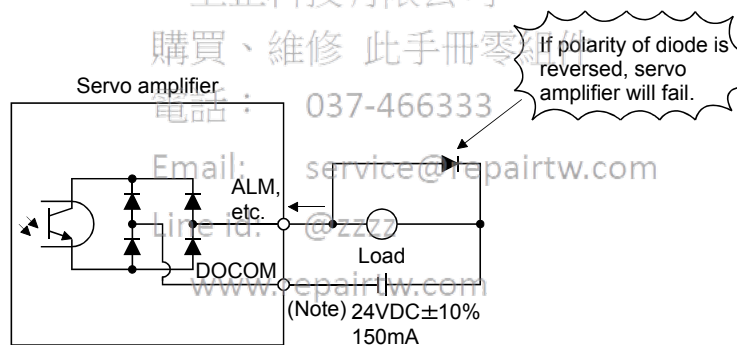 購買、維修 此手冊零組件
If polarity of diode is
reversed, servo
amplifier will fail.
Servo amplifier
電話： 037-466333
Email: service@repairtw.com
ALM,
etc.
Line id: @zzzz
Load
DOCOM
www.repairtw.com
(Note) 24VDC±10%
150mA